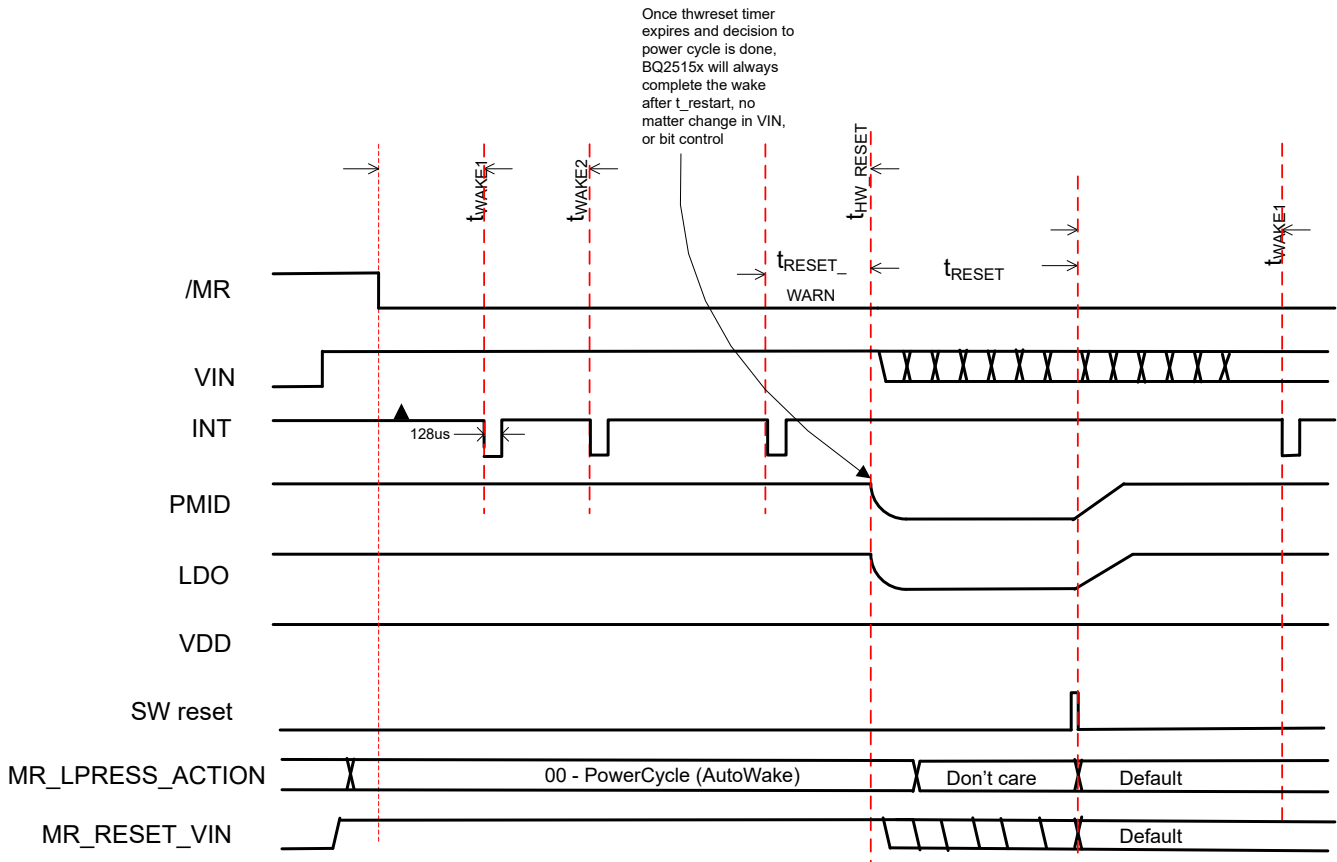 Once thwreset timer
expires and decision to
power cycle is done,
BQ2515x will always
complete the wake
after t_restart, no
matter change in VIN,
or bit control
tWAKE1
tWAKE2
tHW_RESET
tWAKE1
tRESET_
WARN
tRESET
/MR
VIN
INT
128us
PMID
LDO
VDD
SW reset
MR_LPRESS_ACTION
00 - PowerCycle (AutoWake)
Don't care
Default
MR_RESET_VIN
Default